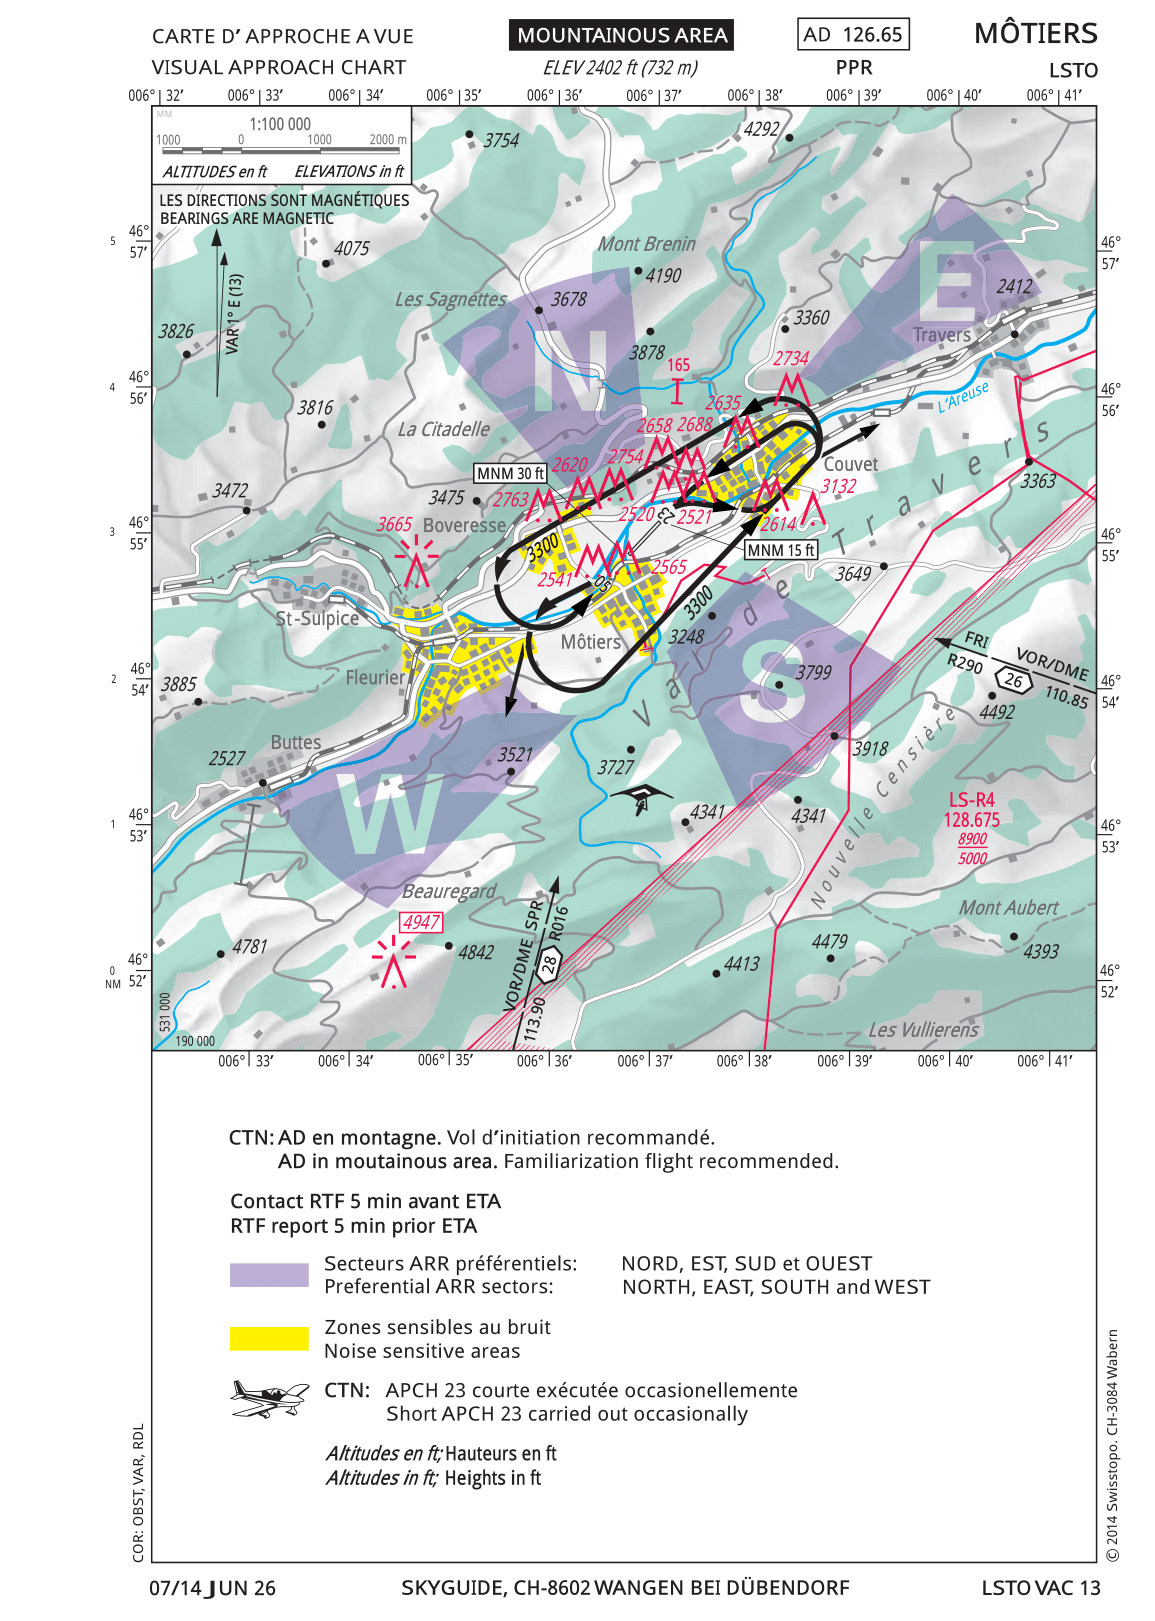 CARTE D’ APPROCHE A VUE
MOUNTAINOUS AREA
AD 126.65
MÔTIERS
VISUAL APPROACH CHART
ELEV 2402 ft (732 m)
PPR
LSTO
006° 32’ 006° 33’ 006° 34’ 006° 35’ 006° 36’ 006° 37’ 006° 38’ 006° 39’ 006° 40’ 006° 41’
MM
1:100 000
1000 0 1000 2000 m
ALTITUDES en ft ELEVATIONS in ft
LES DIRECTIONS SONT MAGNÉTIQUES
BEARINGS ARE MAGNETIC
VAR 1° E (13)
3754
4292
5 46° 57’
46° 57’
4075
Mont Brenin
4190
E
2412
Les Sagnettes
3678
3826
3360
Travers
3878
N
165
2734
4 46° 56’
46° 56’
L’Areuse
3816
2635
La Citadelle
2658 2688
MNM 30 ft
2620
2754
Couvet
3472
3475
2763
3132
3363
3665
Boveresse
2520
2521
23
2614
3 46° 55’
46° 55’
3300
MNM 15 ft
2541
05
2565
3649
Val de Travers
St-Sulpice
3300
Môtiers
3248
FRI
VOR/DME
R290
26
110.85
Fleurier
S
3799
2 46° 54’
46° 54’
3885
4492
Buttes
2527
3521
3918
3727
W
4341
4341
LS-R4
128.675
8900
5000
Nouvelle Censière
1 46° 53’
46° 53’
Beauregard
4947
Mont Aubert
4781
4842
VOR/DME SPR
R016
28
113.90
4479
4393
4413
0 NM 46° 52’
46° 52’
531 000
190 000
Les Vullierens
006° 33’ 006° 34’ 006° 35’ 006° 36’ 006° 37’ 006° 38’ 006° 39’ 006° 40’ 006° 41’
CTN: AD en montagne. Vol d’initiation recommandé.
AD in moutainous area. Familiarization flight recommended.
Contact RTF 5 min avant ETA
RTF report 5 min prior ETA
Secteurs ARR préférentiels: NORD, EST, SUD et OUEST
Preferential ARR sectors: NORTH, EAST, SOUTH and WEST
Zones sensibles au bruit
Noise sensitive areas
CTN: APCH 23 courte exécutée occasionellemente
Short APCH 23 carried out occasionally
Altitudes en ft; Hauteurs en ft
Altitudes in ft; Heights in ft
COR: OBST, VAR, RDL
© 2014 Swisstopo. CH-3084 Wabern
07/14 JUN 26
SKYGUIDE, CH-8602 WANGEN BEI DÜBENDORF
LSTO VAC 13